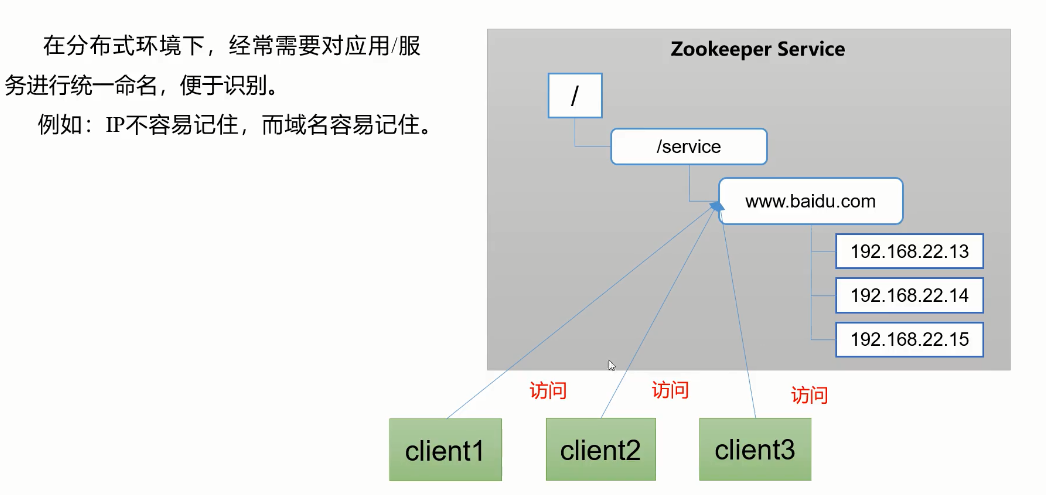 在分布式环境下，经常需要对应用/服
务进行统一命名，便于识别。
例如：IP不容易记住，而域名容易记住。
Zookeeper Service
/
/service
www.baidu.com
192.168.22.13
192.168.22.14
192.168.22.15
访问
访问
访问
client1
client2
client3